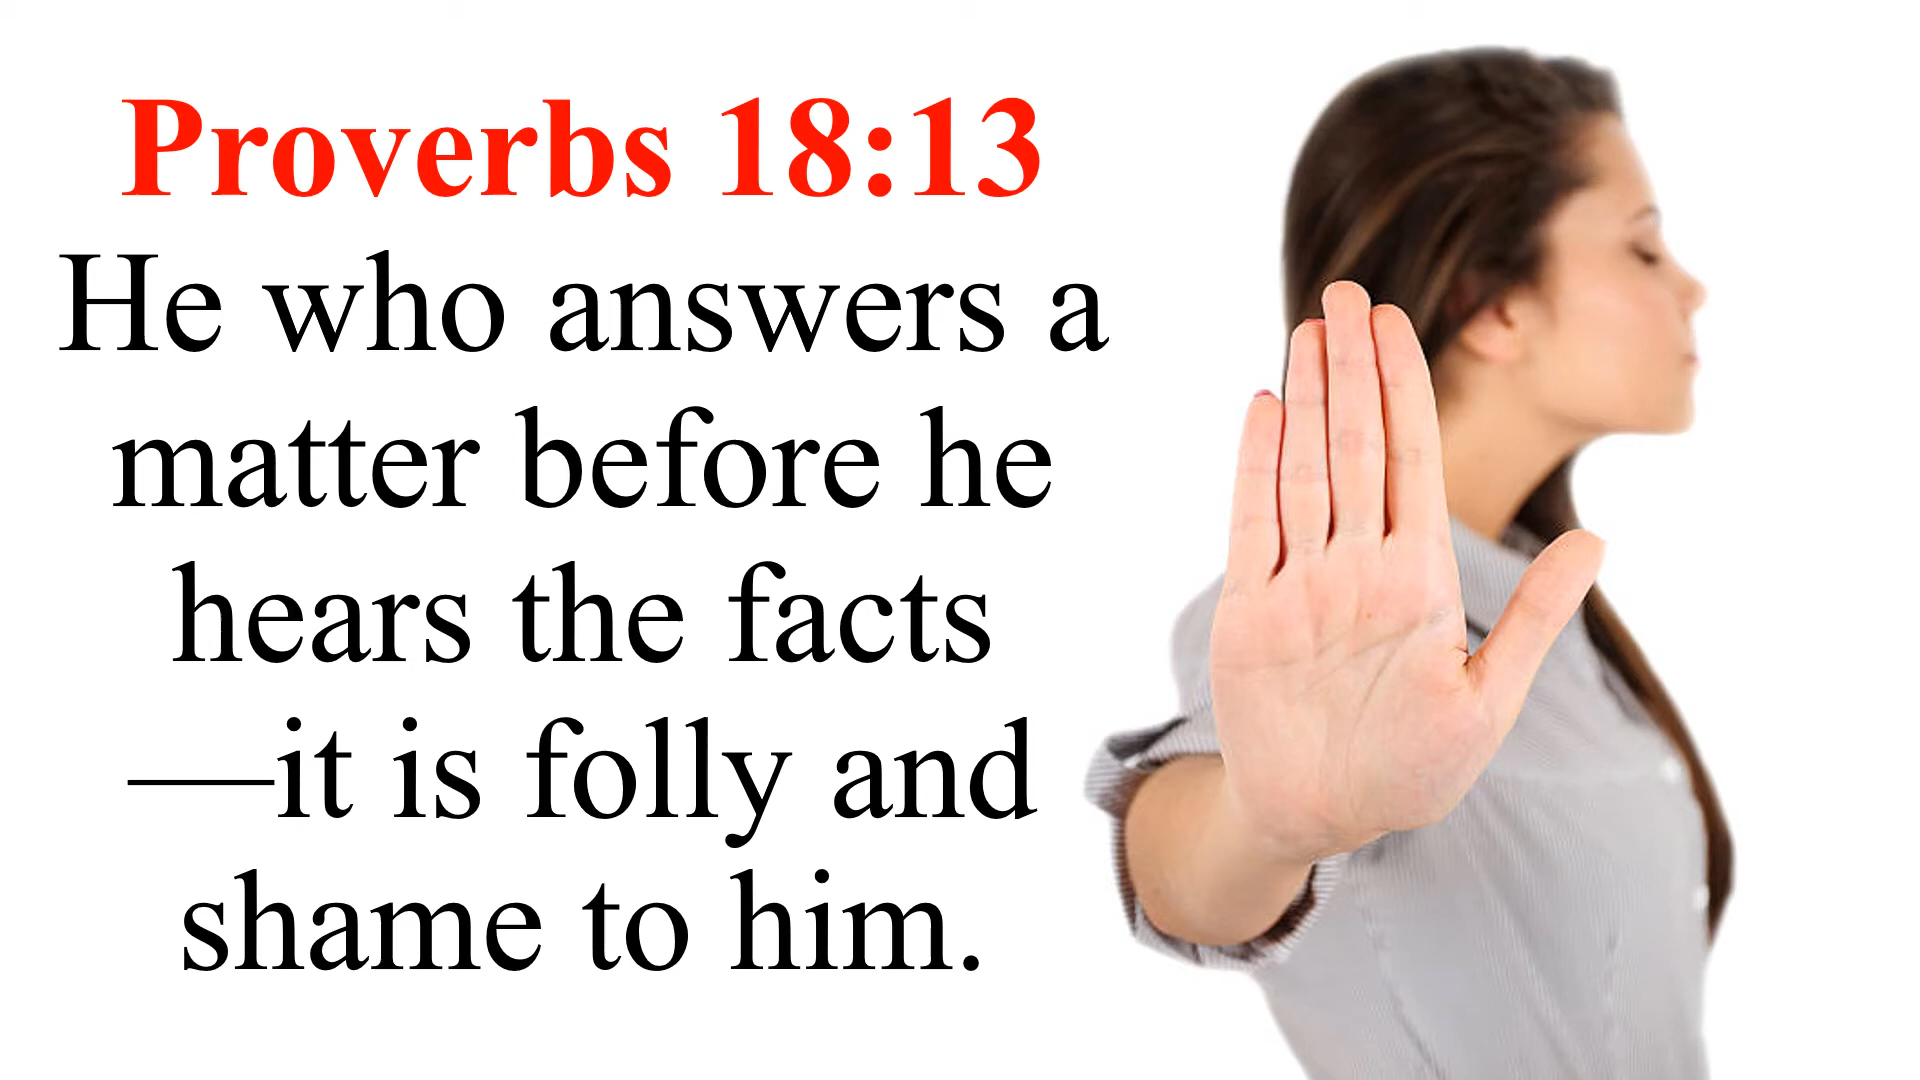 Proverbs 18:13
He who answers a
matter before he
hears the facts
—it is folly and
shame to him.